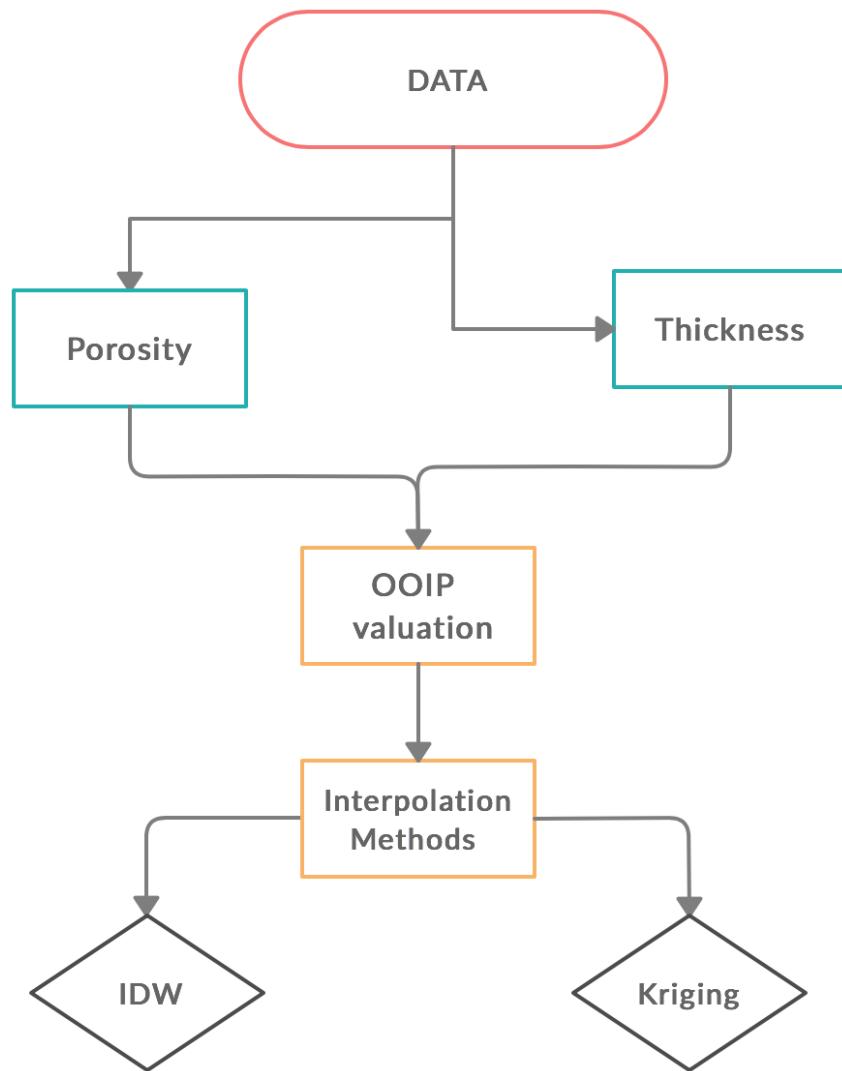 DATA
Porosity
Thickness
OOIP
valuation
Interpolation
Methods
IDW
Kriging